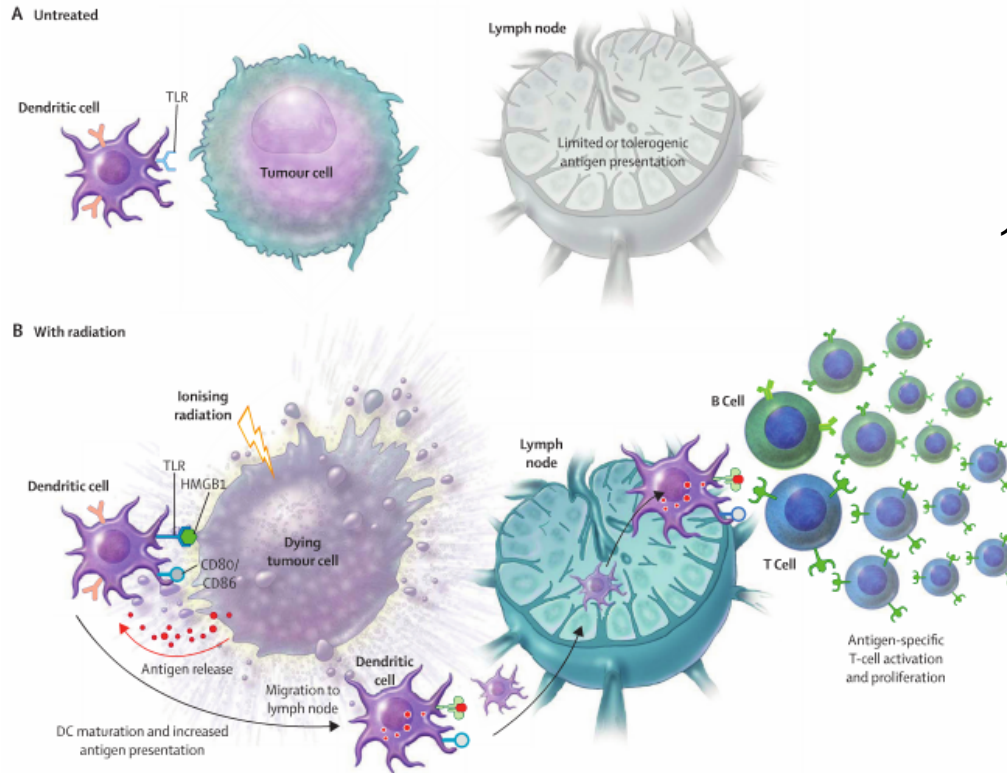 A Untreated
Lymph node
TLR
Dendritic cell
Limited or tolerogenic
antigen presentation
Tumour cell
B With radiation
Ionising
radiation
B Cell
Lymph
node
TLR
HMGB1
Dendritic cell
Dying
tumour cell
CD80/
CD86
T Cell
Antigen release
Antigen-specific
T-cell activation
and proliferation
Dendritic
cell
Migration to
lymph node
DC maturation and increased
antigen presentation